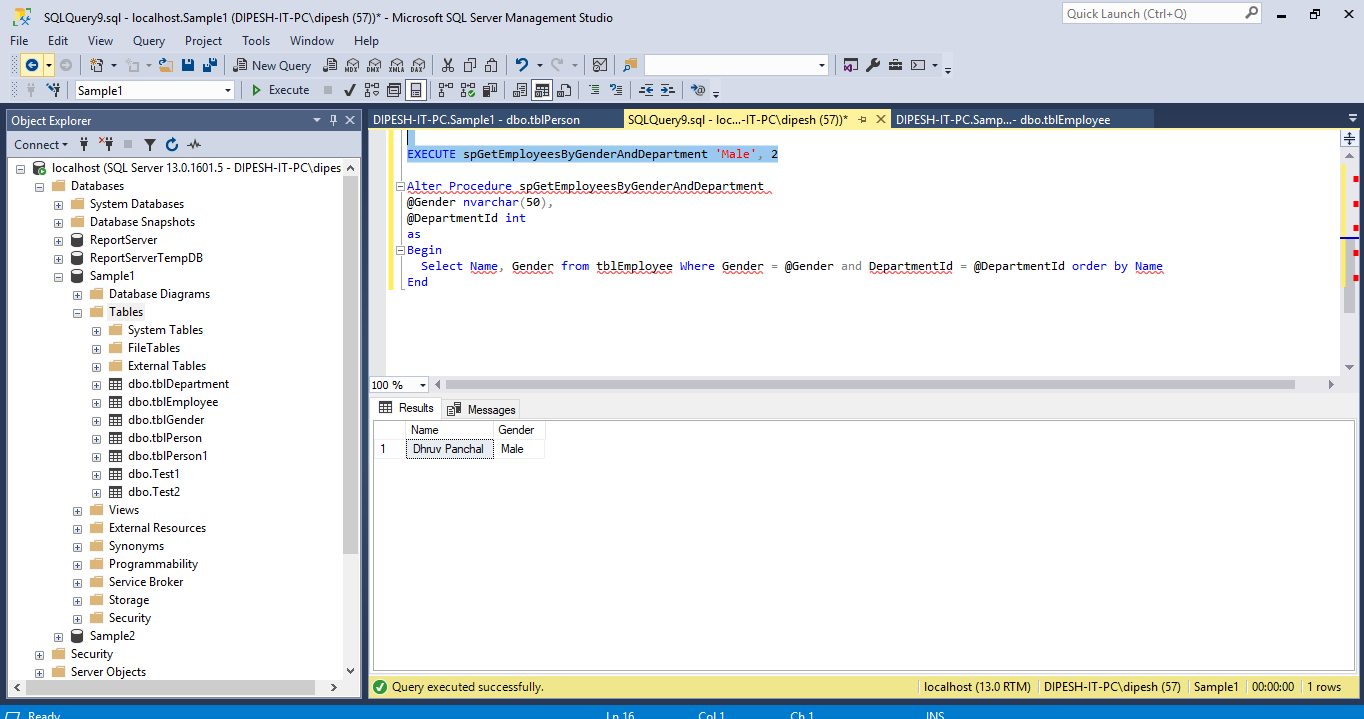 SQLQuery9.sql - localhost.Sample1 (DIPESH-IT-PC\dipesh (57))* - Microsoft SQL Server Management Studio
Quick Launch (Ctrl+Q)
File Edit View Query Project Tools Window Help
New Query MDX DMX XMLA DAX
Sample1 Execute
Object Explorer
Connect
localhost (SQL Server 13.0.1601.5 - DIPESH-IT-PC\dipes
Databases
System Databases
Database Snapshots
ReportServer
ReportServerTempDB
Sample1
Database Diagrams
Tables
System Tables
FileTables
External Tables
dbo.tblDepartment
dbo.tblEmployee
dbo.tblGender
dbo.tblPerson
dbo.tblPerson1
dbo.Test1
dbo.Test2
Views
External Resources
Synonyms
Programmability
Service Broker
Storage
Security
Sample2
Security
Server Objects
DIPESH-IT-PC.Sample1 - dbo.tblPerson SQLQuery9.sql - loc...-IT-PC\dipesh (57))* DIPESH-IT-PC.Samp...- dbo.tblEmployee
EXECUTE spGetEmployeesByGenderAndDepartment 'Male', 2
Alter Procedure spGetEmployeesByGenderAndDepartment
@Gender nvarchar(50),
@DepartmentId int
as
Begin
Select Name, Gender from tblEmployee Where Gender = @Gender and DepartmentId = @DepartmentId order by Name
End
100 %
Results Messages
Name Gender
1 Dhruv Panchal Male
Query executed successfully. localhost (13.0 RTM) DIPESH-IT-PC\dipesh (57) Sample1 00:00:00 1 rows
Ready Ln 16 Col 1 Ch 1 INS